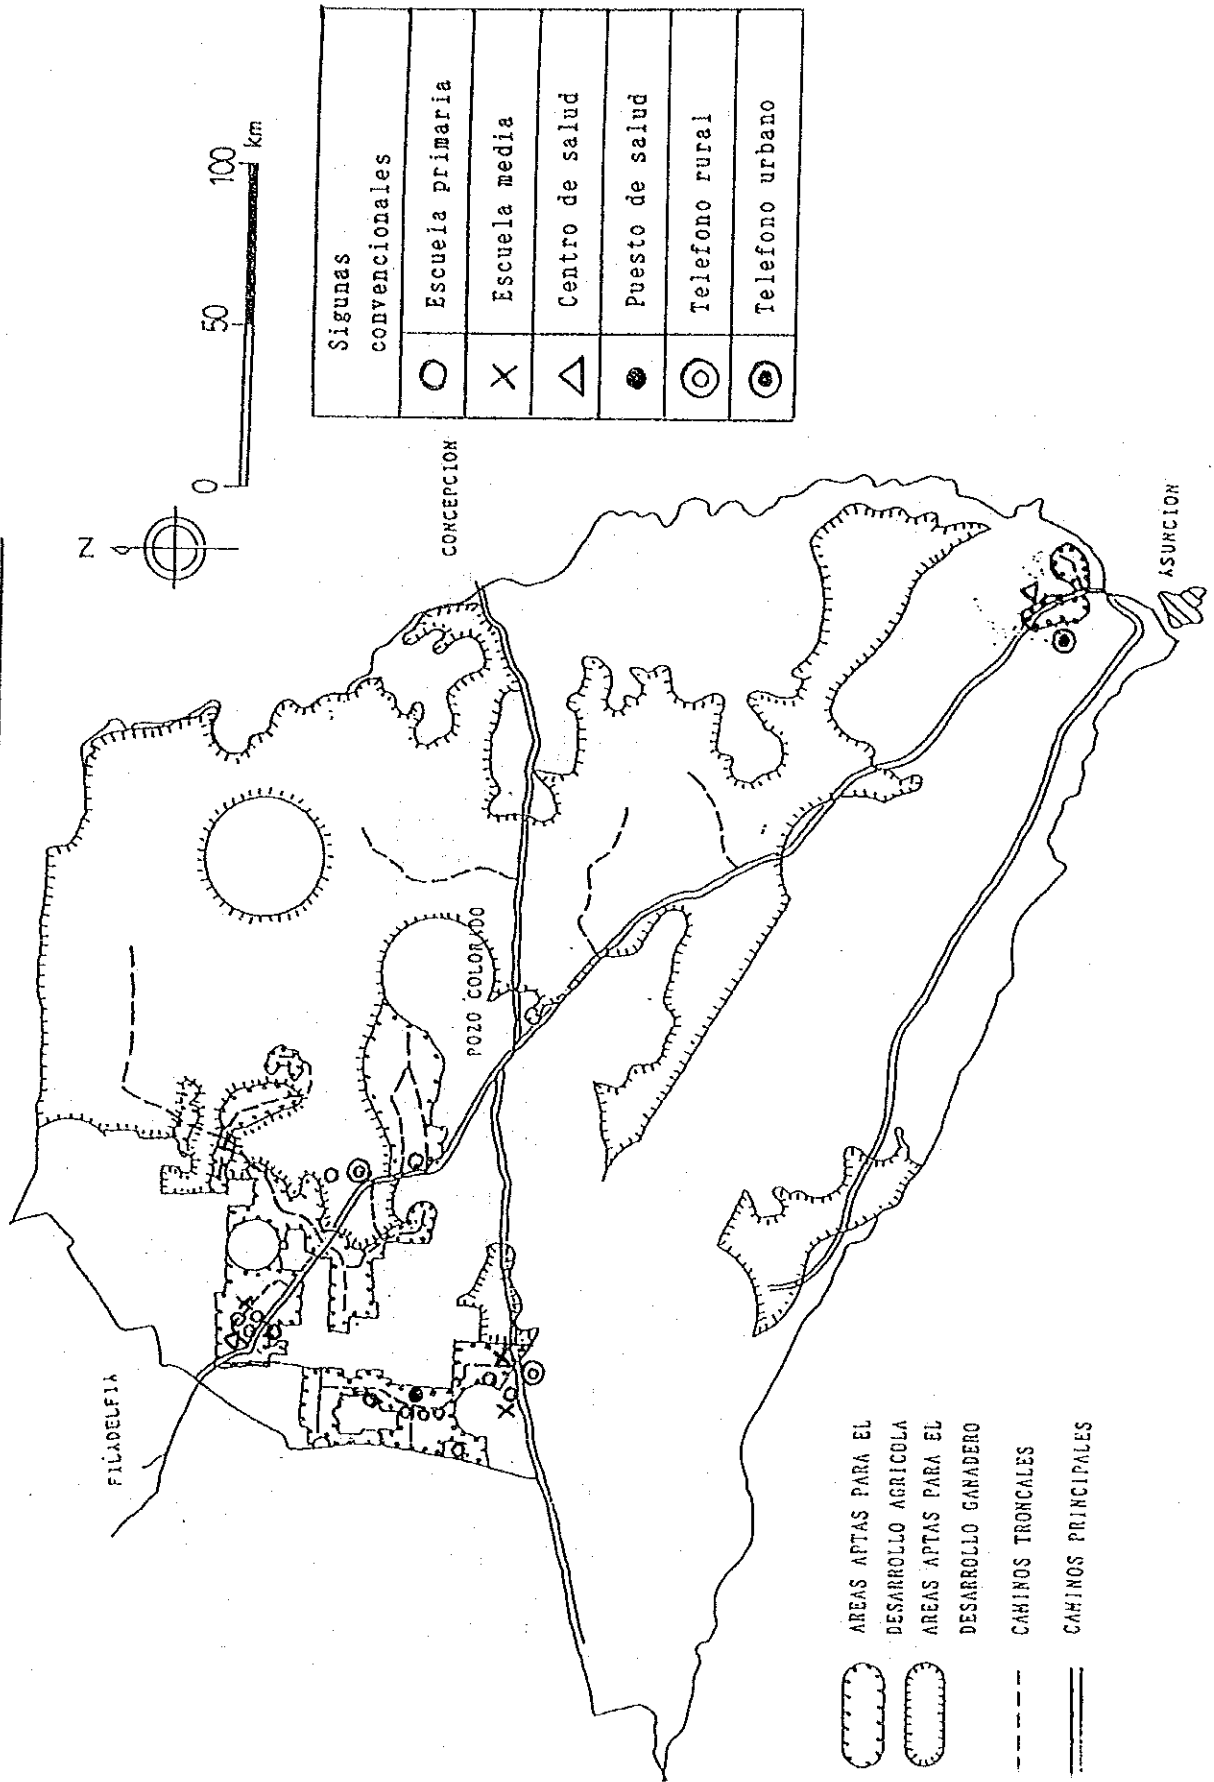 N
0
50
100
km
Sigunas
convencionales
Escuela primaria
Escuela media
Centro de salud
Puesto de salud
Telefono rural
Telefono urbano
CONCEPCION
POZO COLORADO
FILADELFIA
ASUNCION
AREAS APTAS PARA EL
DESARROLLO AGRICOLA
AREAS APTAS PARA EL
DESARROLLO GANADERO
CAMINOS TRONCALES
CAMINOS PRINCIPALES